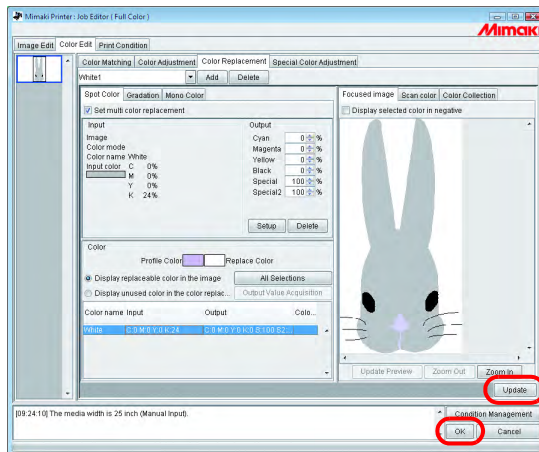 Mimaki Printer : Job Editor ( Full Color )
Mimaki
Image Edit Color Edit Print Condition
Color Matching Color Adjustment Color Replacement Special Color Adjustment
White1 Add Delete
Spot Color Gradation Mono Color
Set multi color replacement
Input Output
Image Cyan 0 %
Color mode Magenta 0 %
Color name White Yellow 0 %
Input color C 0% Black 0 %
M 0% Special 100 %
Y 0% Special2 100 %
K 24%
Setup Delete
Color
Profile Color Replace Color
Display replaceable color in the image All Selections
Display unused color in the color replac... Output Value Acquisition
Color name Input Output Colo...
White C:0 M:0 Y:0 K:24 C:0 M:0 Y:0 K:0 S:100 S2...
Focused image Scan color Color Collection
Display selected color in negative
Update Preview Zoom Out Zoom In
Update
[09:24:10] The media width is 25 inch (Manual Input).
Condition Management
OK Cancel